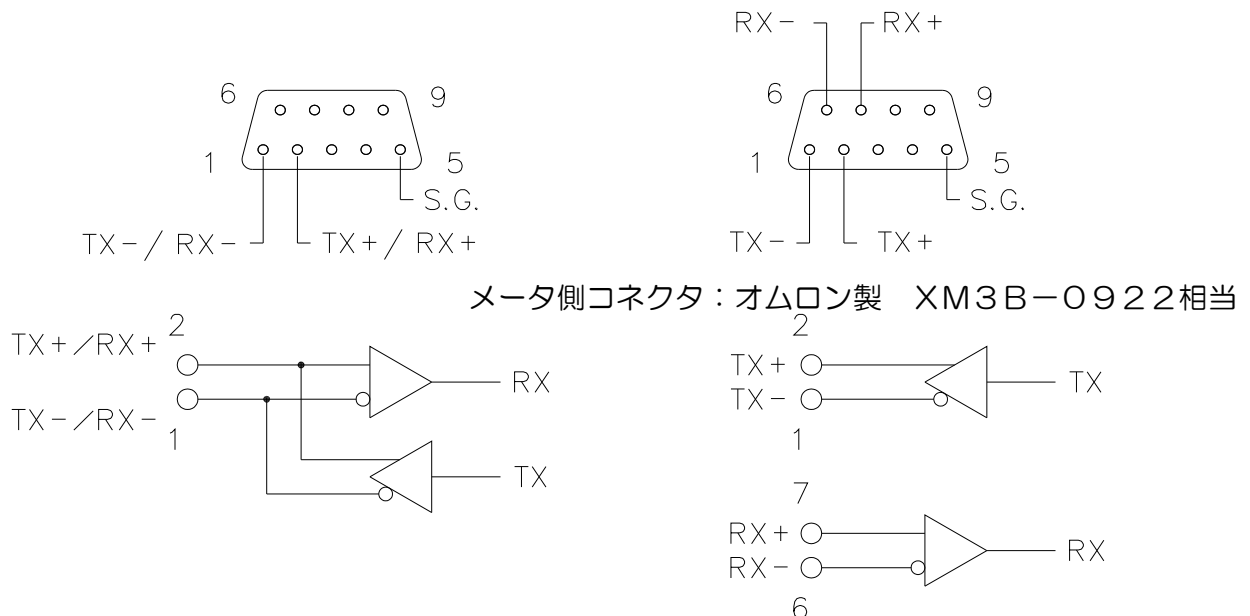 RX- RX+
6 9 6 9
1 5 1 5
S.G. S.G.
TX-/RX- TX+/RX+ TX- TX+
メータ側コネクタ：オムロン製　XM3B-0922相当
2 2
TX+/RX+ RX TX+ TX
TX-/RX- TX-
1 1
TX 7
RX+ RX
RX-
6